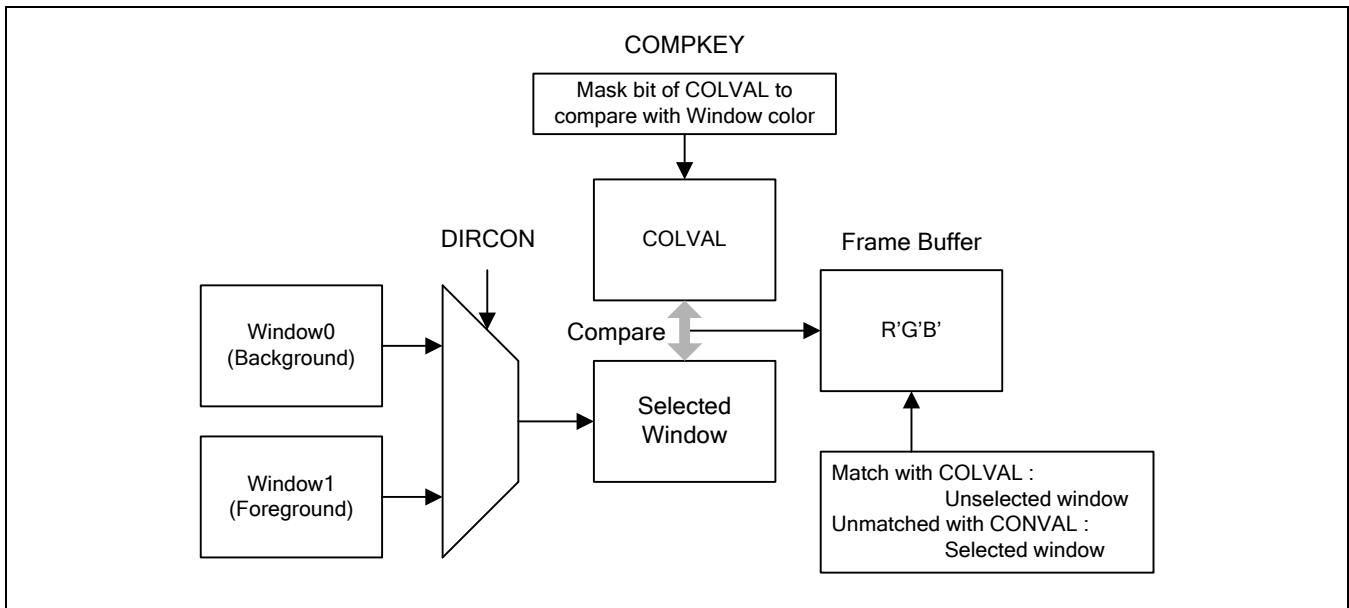 COMPKEY
Mask bit of COLVAL to
compare with Window color
DIRCON
COLVAL
Frame Buffer
Window0
(Background)
Compare
R'G'B'
Selected
Window
Window1
(Foreground)
Match with COLVAL :
Unselected window
Unmatched with CONVAL :
Selected window